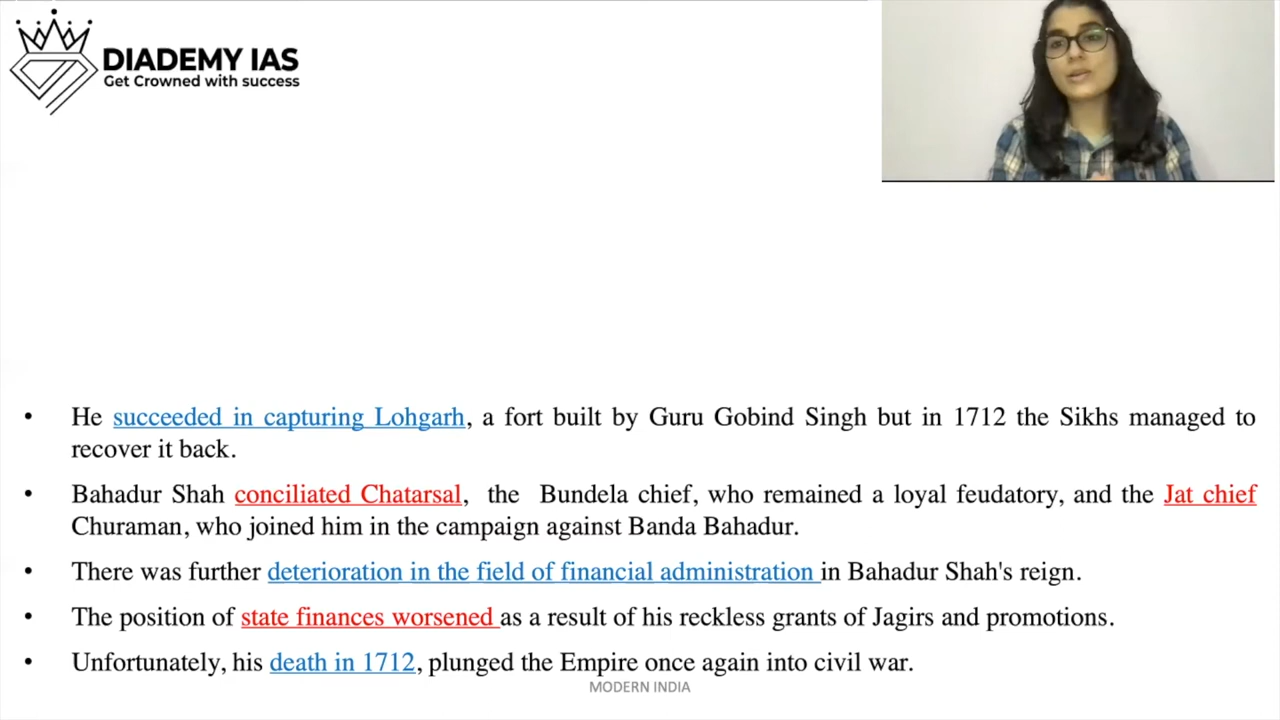 DIADEMY IAS
Get Crowned with success
• He succeeded in capturing Lohgarh, a fort built by Guru Gobind Singh but in 1712 the Sikhs managed to
recover it back.
• Bahadur Shah conciliated Chatarsal, the Bundela chief, who remained a loyal feudatory, and the Jat chief
Churaman, who joined him in the campaign against Banda Bahadur.
• There was further deterioration in the field of financial administration in Bahadur Shah's reign.
• The position of state finances worsened as a result of his reckless grants of Jagirs and promotions.
• Unfortunately, his death in 1712, plunged the Empire once again into civil war.
MODERN INDIA